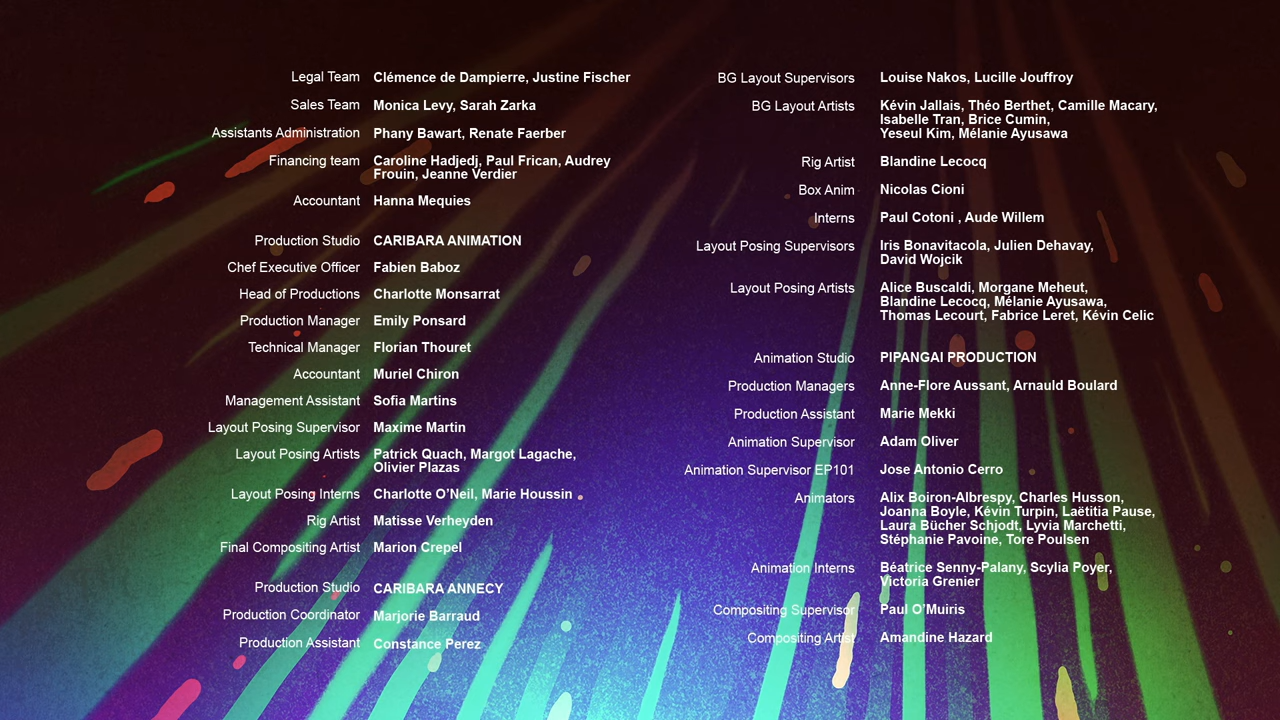 Legal Team Clémence de Dampierre, Justine Fischer
Sales Team Monica Levy, Sarah Zarka
Assistants Administration Phany Bawart, Renate Faerber
Financing team Caroline Hadjedj, Paul Frican, Audrey
Frouin, Jeanne Verdier
Accountant Hanna Mequies
Production Studio CARIBARA ANIMATION
Chef Executive Officer Fabien Baboz
Head of Productions Charlotte Monsarrat
Production Manager Emily Ponsard
Technical Manager Florian Thouret
Accountant Muriel Chiron
Management Assistant Sofia Martins
Layout Posing Supervisor Maxime Martin
Layout Posing Artists Patrick Quach, Margot Lagache,
Olivier Plazas
Layout Posing Interns Charlotte O'Neil, Marie Houssin
Rig Artist Matisse Verheyden
Final Compositing Artist Marion Crepel
Production Studio CARIBARA ANNECY
Production Coordinator Marjorie Barraud
Production Assistant Constance Perez
BG Layout Supervisors Louise Nakos, Lucille Jouffroy
BG Layout Artists Kévin Jallais, Théo Berthet, Camille Macary,
Isabelle Tran, Brice Cumin,
Yeseul Kim, Mélanie Ayusawa
Rig Artist Blandine Lecocq
Box Anim Nicolas Cioni
Interns Paul Cotoni , Aude Willem
Layout Posing Supervisors Iris Bonavitacola, Julien Dehavay,
David Wojcik
Layout Posing Artists Alice Buscaldi, Morgane Meheut,
Blandine Lecocq, Mélanie Ayusawa,
Thomas Lecourt, Fabrice Leret, Kévin Celic
Animation Studio PIPANGAI PRODUCTION
Production Managers Anne-Flore Aussant, Arnauld Boulard
Production Assistant Marie Mekki
Animation Supervisor Adam Oliver
Animation Supervisor EP101 Jose Antonio Cerro
Animators Alix Boiron-Albrespy, Charles Husson,
Joanna Boyle, Kévin Turpin, Laëtitia Pause,
Laura Bücher Schjodt, Lyvia Marchetti,
Stéphanie Pavoine, Tore Poulsen
Animation Interns Béatrice Senny-Palany, Scylia Poyer,
Victoria Grenier
Compositing Supervisor Paul O'Muiris
Compositing Artist Amandine Hazard